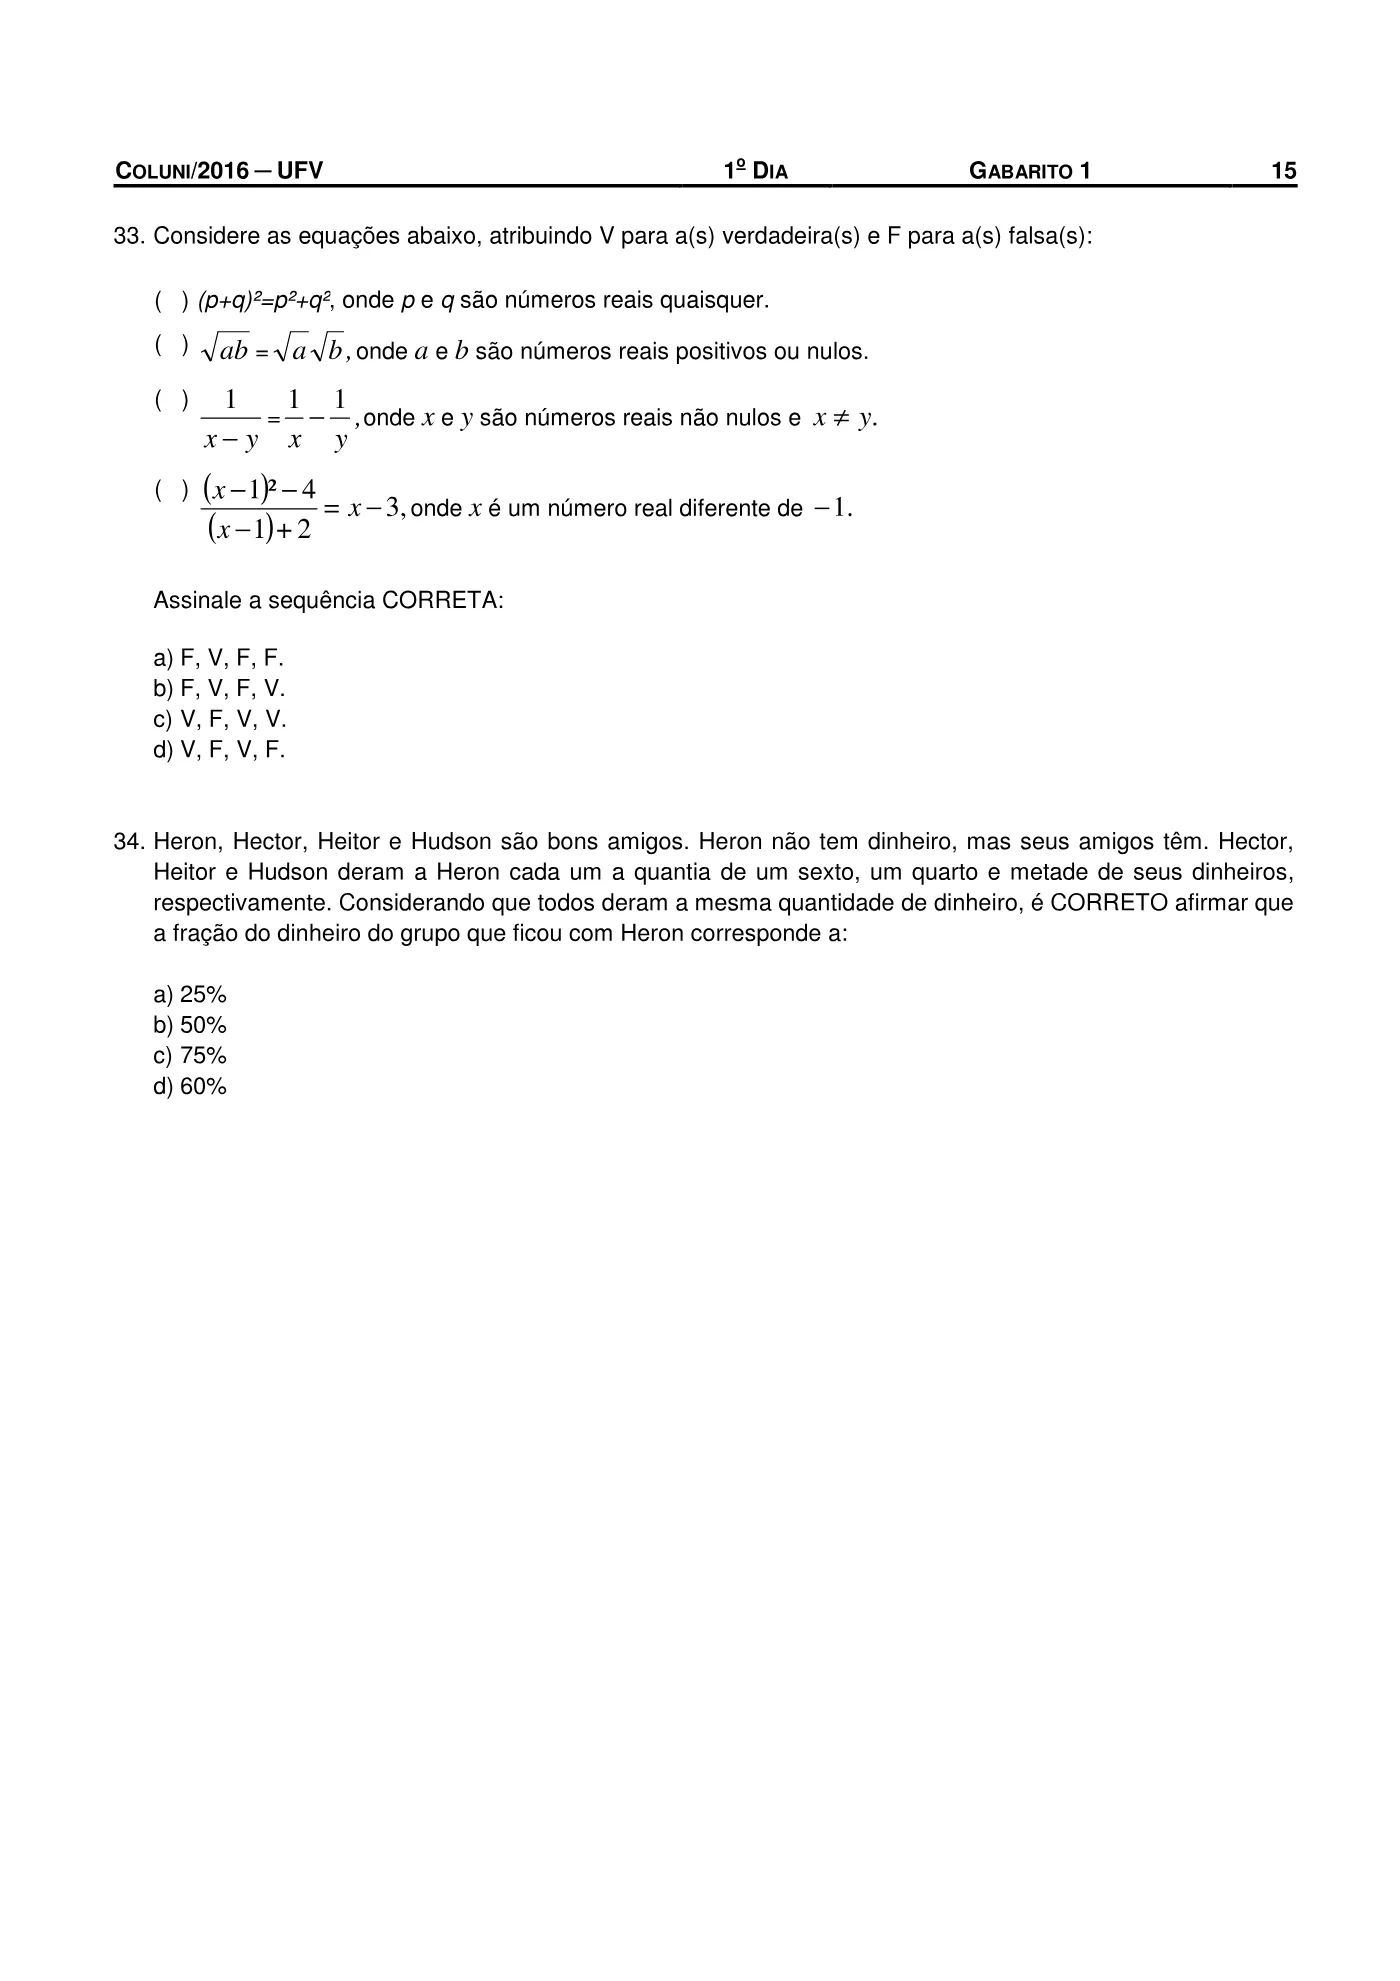 COLUNI/2016 — UFV 1º DIA GABARITO 1 15
33. Considere as equações abaixo, atribuindo V para a(s) verdadeira(s) e F para a(s) falsa(s):
( ) (p+q)²=p²+q², onde p e q são números reais quaisquer.
( ) √ab = √a √b, onde a e b são números reais positivos ou nulos.
( ) 1/(x − y) = 1/x − 1/y, onde x e y são números reais não nulos e x ≠ y.
( ) ((x − 1)² − 4)/((x − 1) + 2) = x − 3, onde x é um número real diferente de −1.
Assinale a sequência CORRETA:
a) F, V, F, F.
b) F, V, F, V.
c) V, F, V, V.
d) V, F, V, F.
34. Heron, Hector, Heitor e Hudson são bons amigos. Heron não tem dinheiro, mas seus amigos têm. Hector,
Heitor e Hudson deram a Heron cada um a quantia de um sexto, um quarto e metade de seus dinheiros,
respectivamente. Considerando que todos deram a mesma quantidade de dinheiro, é CORRETO afirmar que
a fração do dinheiro do grupo que ficou com Heron corresponde a:
a) 25%
b) 50%
c) 75%
d) 60%